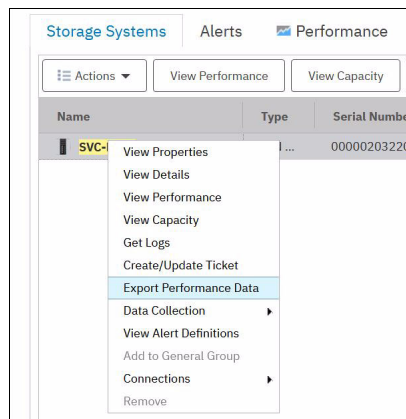 Storage Systems Alerts Performance
Actions View Performance View Capacity
Name Type Serial
SVC- 0000020322
View Properties
View Details
View Performance
View Capacity
Get Logs
Create/Update Ticket
Export Performance Data
Data Collection
View Alert Definitions
Add to General Group
Connections
Remove